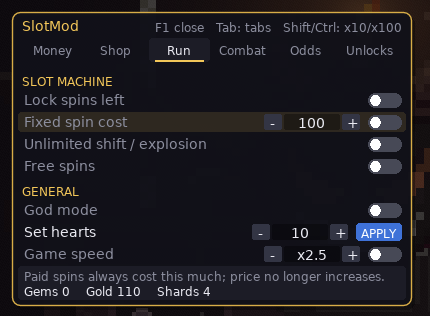 SlotMod F1 close Tab: tabs Shift/Ctrl: x10/x100
Money Shop Run Combat Odds Unlocks
SLOT MACHINE
Lock spins left
Fixed spin cost - 100 +
Unlimited shift / explosion
Free spins
GENERAL
God mode
Set hearts - 10 + APPLY
Game speed - x2.5 +
Paid spins always cost this much; price no longer increases.
Gems 0 Gold 110 Shards 4